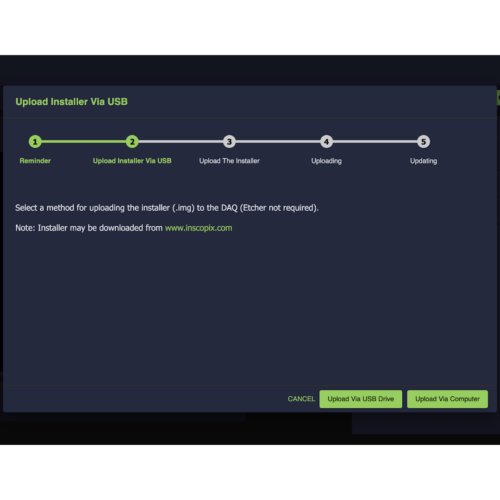 Upload Installer Via USB
1 2 3 4 5
Reminder Upload Installer Via USB Upload The Installer Uploading Updating
Select a method for uploading the installer (.img) to the DAQ (Etcher not required).
Note: Installer may be downloaded from www.inscopix.com
CANCEL Upload Via USB Drive Upload Via Computer